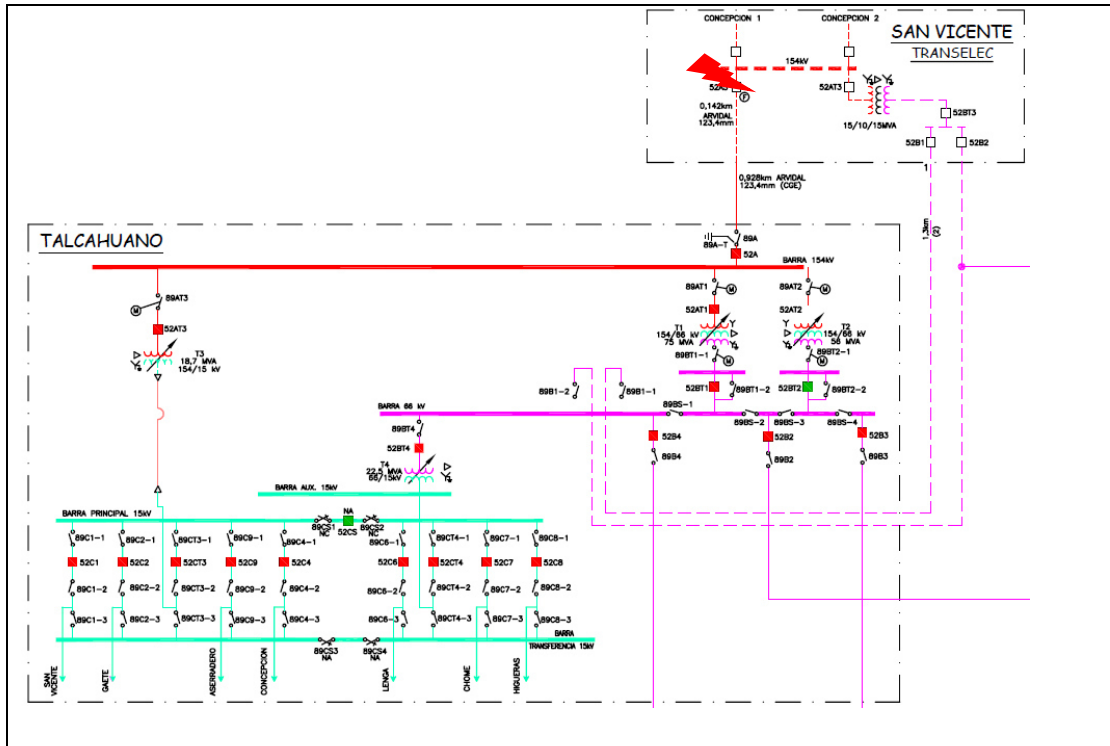 CONCEPCION 1
CONCEPCION 2
SAN VICENTE
TRANSELEC
154kV
52AT3
F
0,142km
ARVIDAL
123,4mm
15/10/15MVA
52BT3
52B1
52B2
1
0,928km ARVIDAL
123,4mm (CGE)
1,3km
(2)
TALCAHUANO
89A
89A-T
52A
BARRA 154kV
89AT3
M
52AT3
T3
18,7 MVA
154/15 kV
89AT1
M
52AT1
T1
154/66 kV
75 MVA
89BT1-1
M
52BT1
89BT1-2
89AT2
M
52AT2
T2
154/66 kV
56 MVA
89BT2-1
M
52BT2
89BT2-2
89B1-2
89B1-1
BARRA 66 kV
89BS-1
89BS-2
89BS-3
89BS-4
89BT4
52BT4
T4
22,5 MVA
66/15kV
52B4
89B4
52B2
89B2
52B3
89B3
BARRA AUX. 15kV
BARRA PRINCIPAL 15kV
NA
89CS1
NC
52CS
89CS2
NC
89C1-1
89C2-1
89CT3-1
89C9-1
89C4-1
89C6-1
89CT4-1
89C7-1
89C8-1
52C1
52C2
52CT3
52C9
52C4
52C6
52CT4
52C7
52C8
89C1-2
89C2-2
89CT3-2
89C9-2
89C4-2
89C6-2
89CT4-2
89C7-2
89C8-2
89C1-3
89C2-3
89CT3-3
89C9-3
89C4-3
89C6-3
89CT4-3
89C7-3
89C8-3
89CS3
NA
89CS4
NA
BARRA
TRANSFERENCIA 15kV
SAN
VICENTE
GAETE
ASERRADERO
CONCEPCION
LENGA
CHOME
HIGUERAS